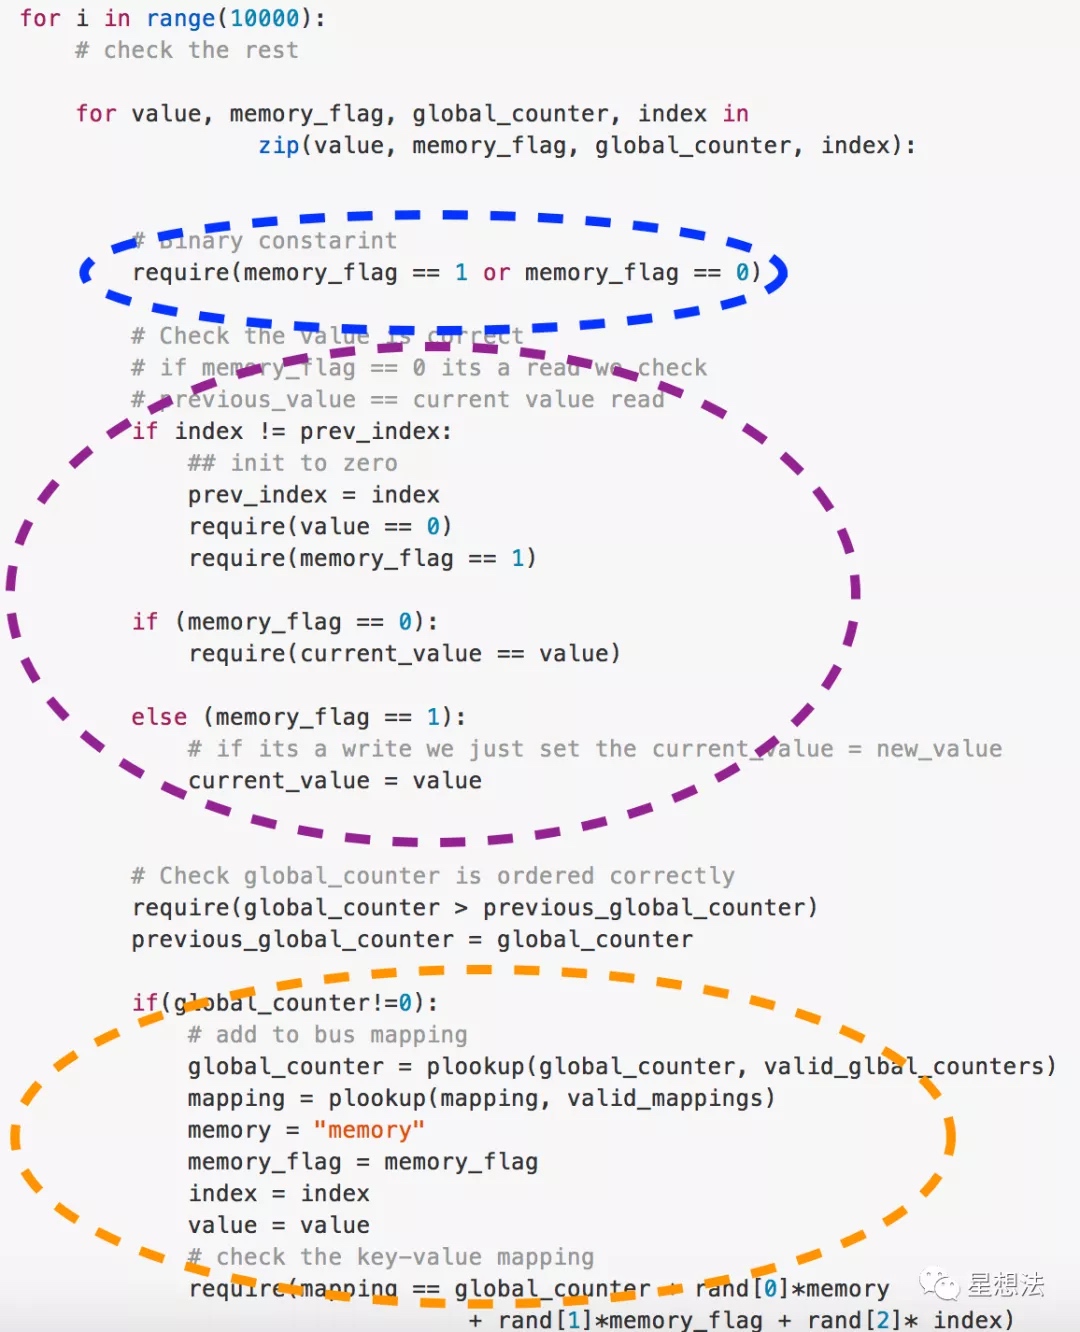 for i in range(10000):
# check the rest
for value, memory_flag, global_counter, index in
zip(value, memory_flag, global_counter, index):
# Binary constarint
require(memory_flag == 1 or memory_flag == 0)
# Check the value is correct
# if memory_flag == 0 its a read we check
# previous_value == current value read
if index != prev_index:
## init to zero
prev_index = index
require(value == 0)
require(memory_flag == 1)
if (memory_flag == 0):
require(current_value == value)
else (memory_flag == 1):
# if its a write we just set the current_value = new_value
current_value = value
# Check global_counter is ordered correctly
require(global_counter > previous_global_counter)
previous_global_counter = global_counter
if(global_counter!=0):
# add to bus mapping
global_counter = plookup(global_counter, valid_glbal_counters)
mapping = plookup(mapping, valid_mappings)
memory = "memory"
memory_flag = memory_flag
index = index
value = value
# check the key-value mapping
require(mapping == global_counter + rand[0]*memory
+ rand[1]*memory_flag + rand[2]* index)
星想法